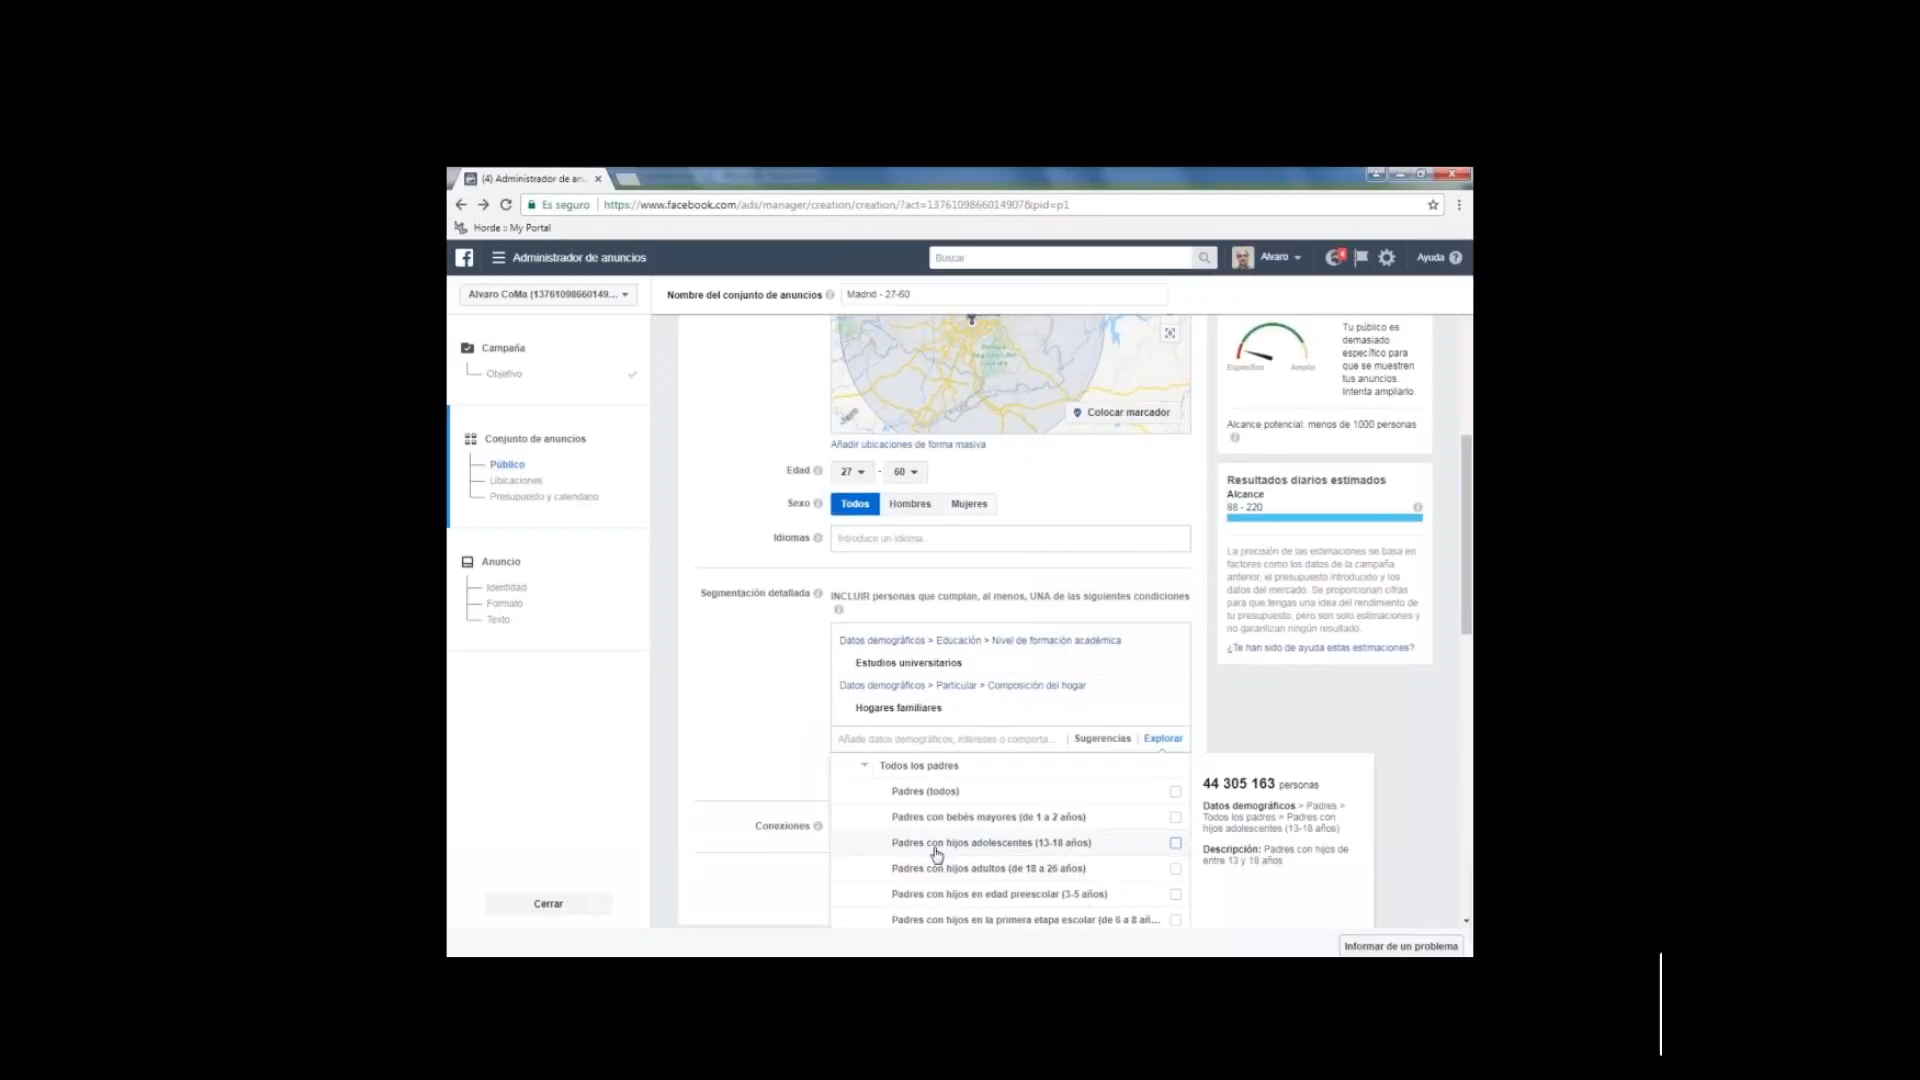 (4) Administrador de an
Es seguro
https://www.facebook.com/ads/manager/creation/creation/?act=1376109866014907&pid=p1
Horde :: My Portal
Administrador de anuncios
Buscar
Alvaro
Ayuda
Alvaro CoMa (13761098660149...
Nombre del conjunto de anuncios
Madrid - 27-60
Campaña
Objetivo
Conjunto de anuncios
Público
Ubicaciones
Presupuesto y calendario
Anuncio
Identidad
Formato
Texto
Cerrar
Colocar marcador
Añadir ubicaciones de forma masiva
Edad
27 - 60
Sexo
Todos
Hombres
Mujeres
Idiomas
Introduce un idioma...
Segmentación detallada
INCLUIR personas que cumplan, al menos, UNA de las siguientes condiciones
Datos demográficos > Educación > Nivel de formación académica
Estudios universitarios
Datos demográficos > Particular > Composición del hogar
Hogares familiares
Añade datos demográficos, intereses o comporta...
Sugerencias
Explorar
Todos los padres
Padres (todos)
Padres con bebés mayores (de 1 a 2 años)
Padres con hijos adolescentes (13-18 años)
Padres con hijos adultos (de 18 a 26 años)
Padres con hijos en edad preescolar (3-5 años)
Padres con hijos en la primera etapa escolar (de 6 a 8 añ...
Conexiones
Específico
Amplio
Tu público es
demasiado
específico para
que se muestren
tus anuncios.
Intenta ampliarlo.
Alcance potencial: menos de 1000 personas
Resultados diarios estimados
Alcance
88 - 220
La precisión de las estimaciones se basa en
factores como los datos de la campaña
anterior, el presupuesto introducido y los
datos del mercado. Se proporcionan cifras
para que tengas una idea del rendimiento de
tu presupuesto, pero son solo estimaciones y
no garantizan ningún resultado.
¿Te han sido de ayuda estas estimaciones?
44 305 163 personas
Datos demográficos > Padres >
Todos los padres > Padres con
hijos adolescentes (13-18 años)
Descripción: Padres con hijos de
entre 13 y 18 años
Informar de un problema